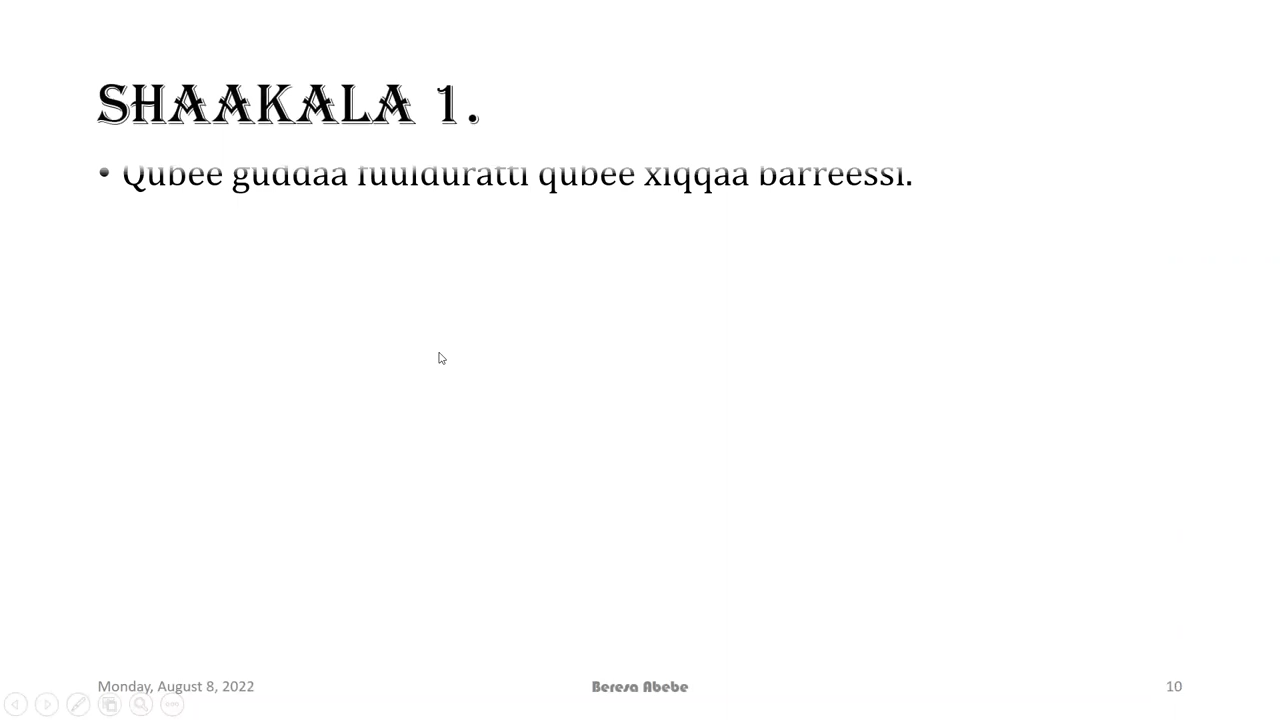 SHAAKALA 1.
• Qubee guddaa fuulduratti qubee xiqqaa barreessi.
Monday, August 8, 2022
Beresa Abebe
10